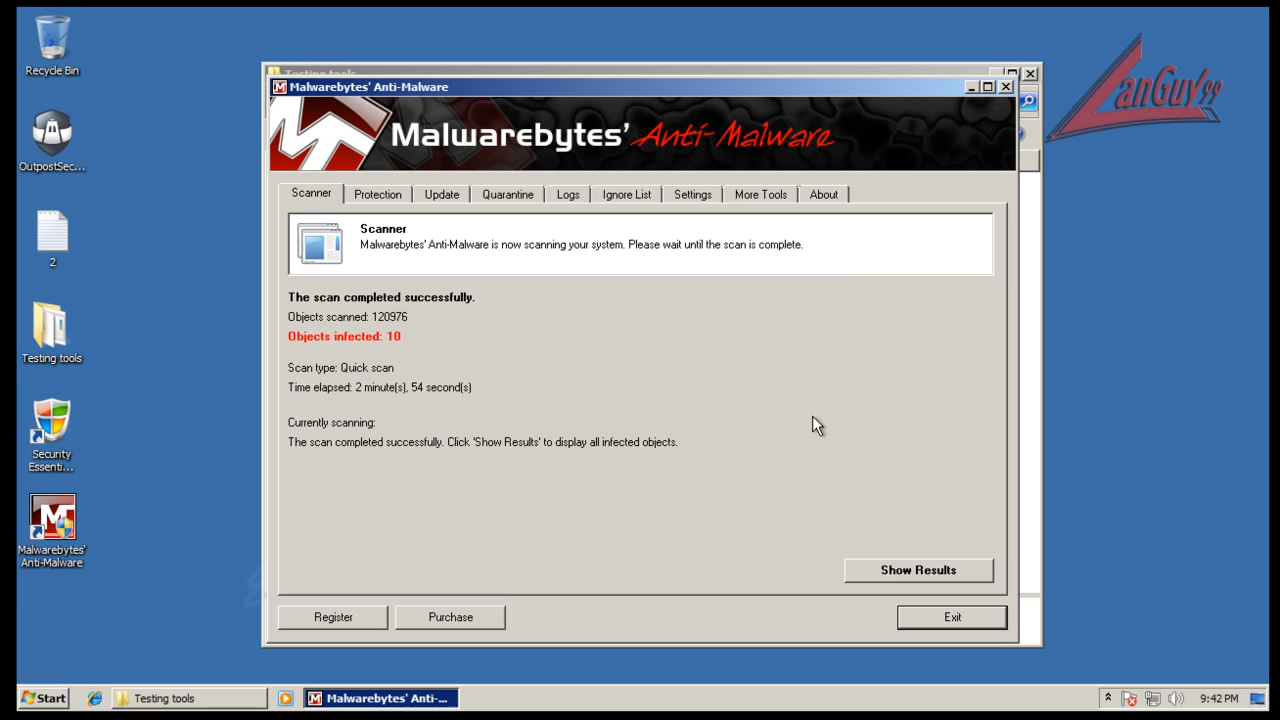 Recycle Bin
OutpostSec...
2
Testing tools
Security
Essenti...
Malwarebytes'
Anti-Malware
LanGuy99
Testing tools
Malwarebytes' Anti-Malware
Malwarebytes' Anti-Malware
Scanner
Protection
Update
Quarantine
Logs
Ignore List
Settings
More Tools
About
Scanner
Malwarebytes' Anti-Malware is now scanning your system. Please wait until the scan is complete.
The scan completed successfully.
Objects scanned: 120976
Objects infected: 10
Scan type: Quick scan
Time elapsed: 2 minute(s), 54 second(s)
Currently scanning:
The scan completed successfully. Click 'Show Results' to display all infected objects.
Show Results
Register
Purchase
Exit
Start
Testing tools
Malwarebytes' Anti-...
9:42 PM